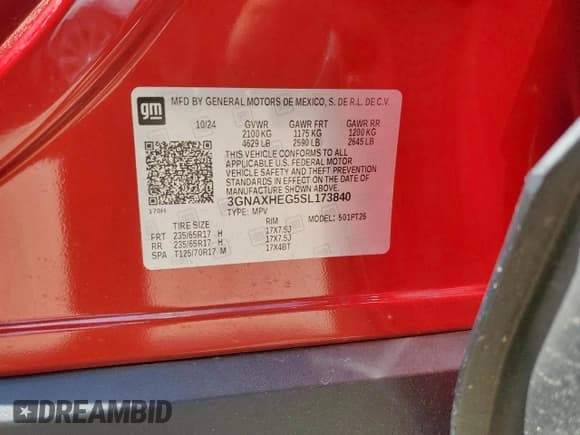 gm
MFD BY GENERAL MOTORS DE MEXICO, S. DE R.L. DE C.V.
10/24 GVWR GAWR FRT GAWR RR
2100 KG 1175 KG 1200 KG
4629 LB 2590 LB 2645 LB
THIS VEHICLE CONFORMS TO ALL
APPLICABLE U.S. FEDERAL MOTOR
VEHICLE SAFETY AND THEFT PREVENTION
STANDARDS IN EFFECT ON THE DATE OF
MANUFACTURE SHOWN ABOVE.
3GNAXHEG5SL173840
170H TYPE: MPV MODEL: 501PT26
TIRE SIZE RIM
FRT 235/65R17 H 17X7.5J
RR 235/65R17 H 17X7.5J
SPA T125/70R17 M 17X4BT
DREAMBID